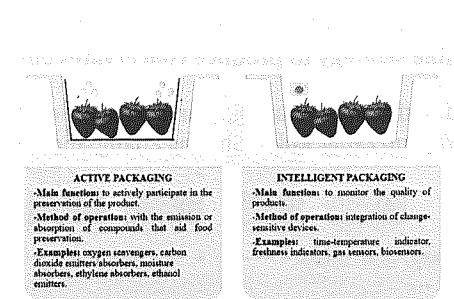 ACTIVE PACKAGING
-Main function: to actively participate in the
preservation of the product.
-Method of operation: with the emission or
absorption of compounds that aid food
preservation.
-Examples: oxygen scavengers, carbon
dioxide emitters absorbers, moisture
absorbers, ethylene absorbers, ethanol
emitters.
INTELLIGENT PACKAGING
-Main function: to monitor the quality of
products.
-Method of operation: integration of change-
sensitive devices.
-Examples: time-temperature indicator,
freshness indicators, gas sensors, biosensors.